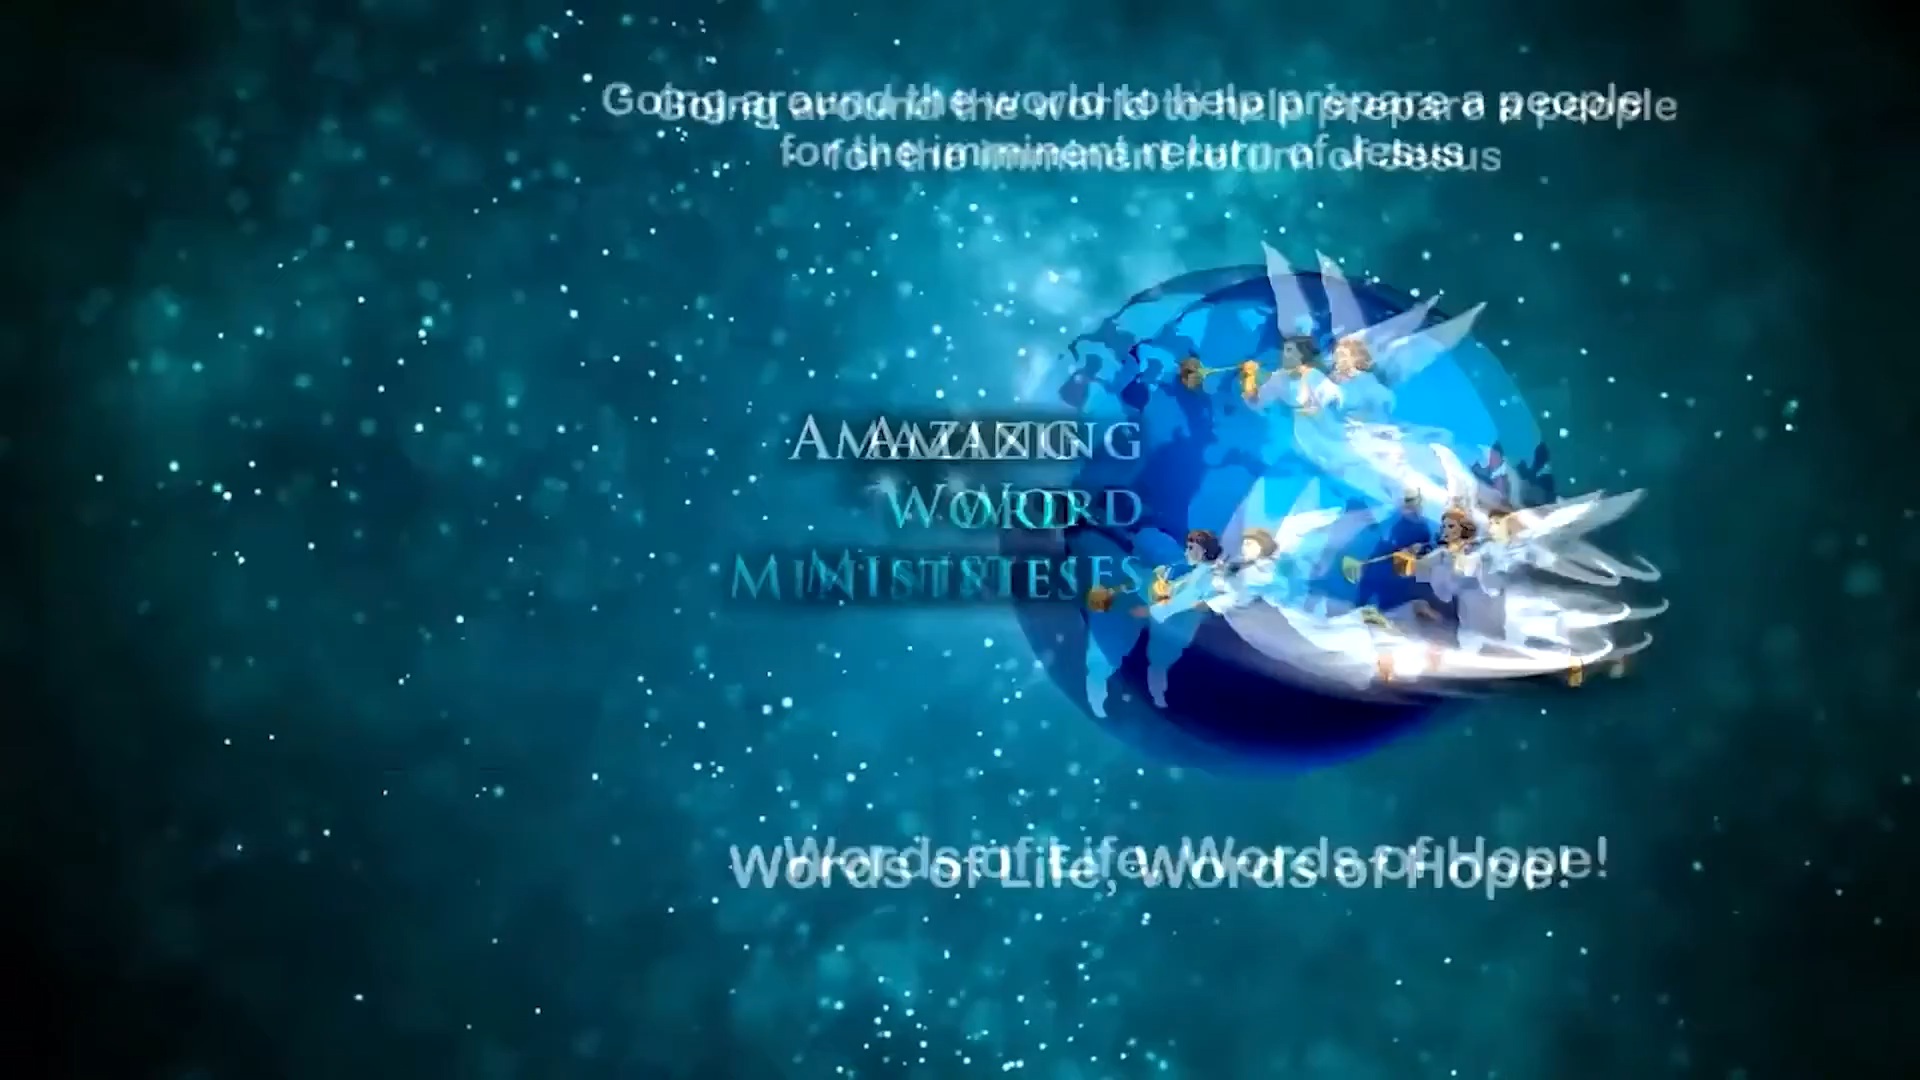 Going around the world to help prepare a people
for the imminent return of Jesus
AMAZING
WORD
MINISTRIES
Words of Life, Words of Hope!